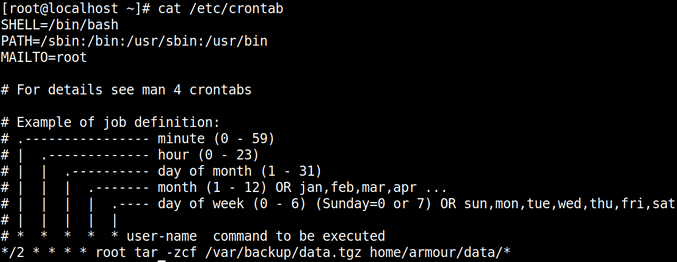 [root@localhost ~]# cat /etc/crontab
SHELL=/bin/bash
PATH=/sbin:/bin:/usr/sbin:/usr/bin
MAILTO=root
# For details see man 4 crontabs
# Example of job definition:
# .---------------- minute (0 - 59)
# |  .------------- hour (0 - 23)
# |  |  .---------- day of month (1 - 31)
# |  |  |  .------- month (1 - 12) OR jan,feb,mar,apr ...
# |  |  |  |  .---- day of week (0 - 6) (Sunday=0 or 7) OR sun,mon,tue,wed,thu,fri,sat
# |  |  |  |  |
# *  *  *  *  * user-name  command to be executed
*/2 * * * * root tar -zcf /var/backup/data.tgz home/armour/data/*